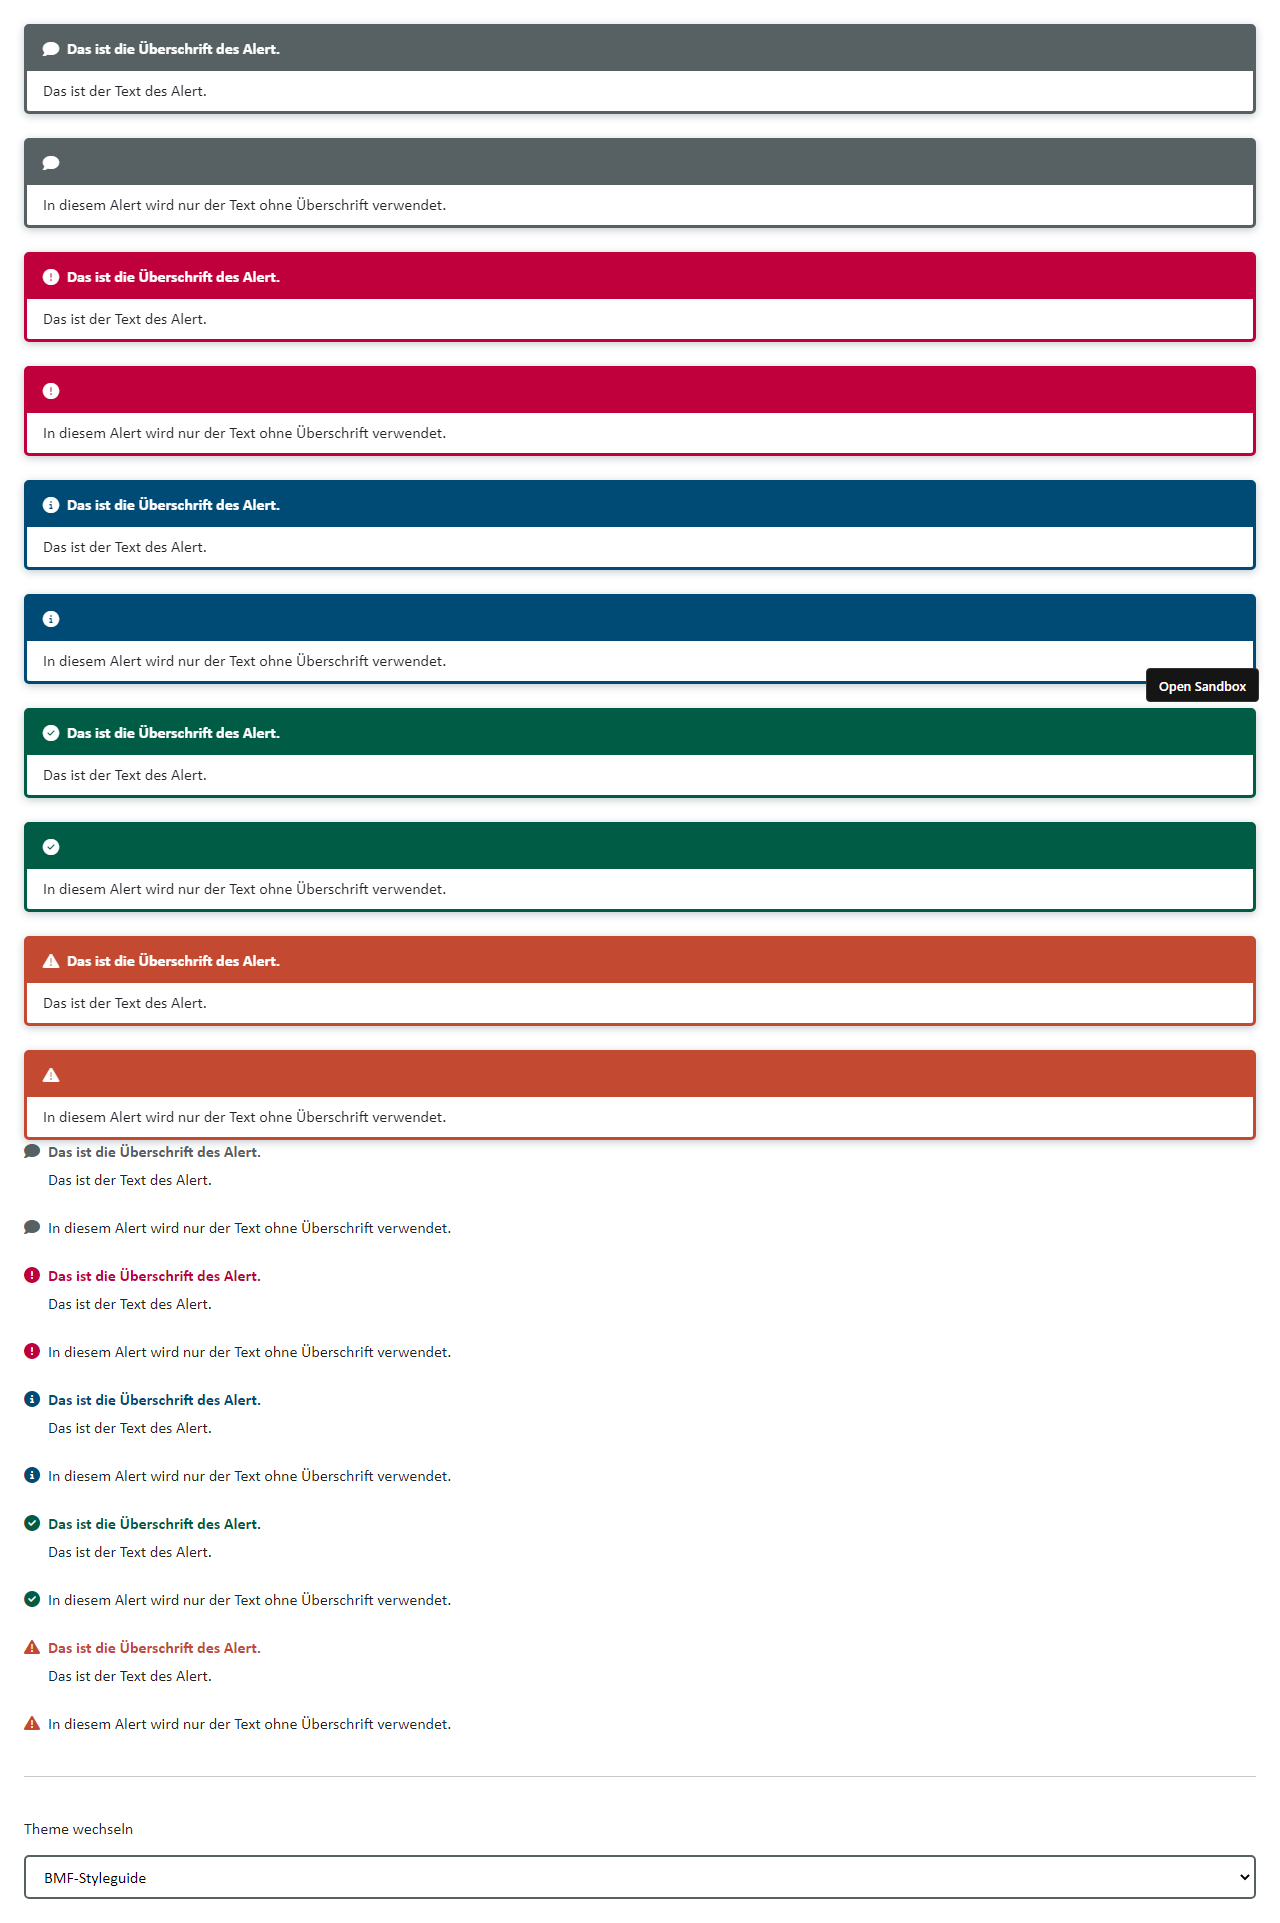 Das ist die Überschrift des Alert.
Das ist der Text des Alert.
In diesem Alert wird nur der Text ohne Überschrift verwendet.
Das ist die Überschrift des Alert.
Das ist der Text des Alert.
In diesem Alert wird nur der Text ohne Überschrift verwendet.
Das ist die Überschrift des Alert.
Das ist der Text des Alert.
In diesem Alert wird nur der Text ohne Überschrift verwendet.
Open Sandbox
Das ist die Überschrift des Alert.
Das ist der Text des Alert.
In diesem Alert wird nur der Text ohne Überschrift verwendet.
Das ist die Überschrift des Alert.
Das ist der Text des Alert.
In diesem Alert wird nur der Text ohne Überschrift verwendet.
Das ist die Überschrift des Alert.
Das ist der Text des Alert.
In diesem Alert wird nur der Text ohne Überschrift verwendet.
Das ist die Überschrift des Alert.
Das ist der Text des Alert.
In diesem Alert wird nur der Text ohne Überschrift verwendet.
Das ist die Überschrift des Alert.
Das ist der Text des Alert.
In diesem Alert wird nur der Text ohne Überschrift verwendet.
Das ist die Überschrift des Alert.
Das ist der Text des Alert.
In diesem Alert wird nur der Text ohne Überschrift verwendet.
Das ist die Überschrift des Alert.
Das ist der Text des Alert.
In diesem Alert wird nur der Text ohne Überschrift verwendet.
Theme wechseln
BMF-Styleguide